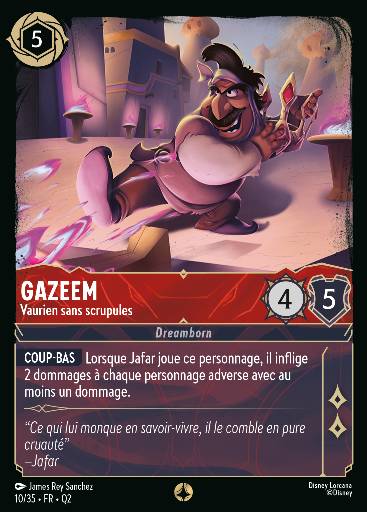 5
GAZEEM
Vaurien sans scrupules
4
5
Dreamborn
COUP-BAS Lorsque Jafar joue ce personnage, il inflige
2 dommages à chaque personnage adverse avec au
moins un dommage.
“Ce qui lui manque en savoir-vivre, il le comble en pure
cruauté”
–Jafar
James Rey Sanchez
10/35 • FR • Q2
Disney Lorcana
©Disney